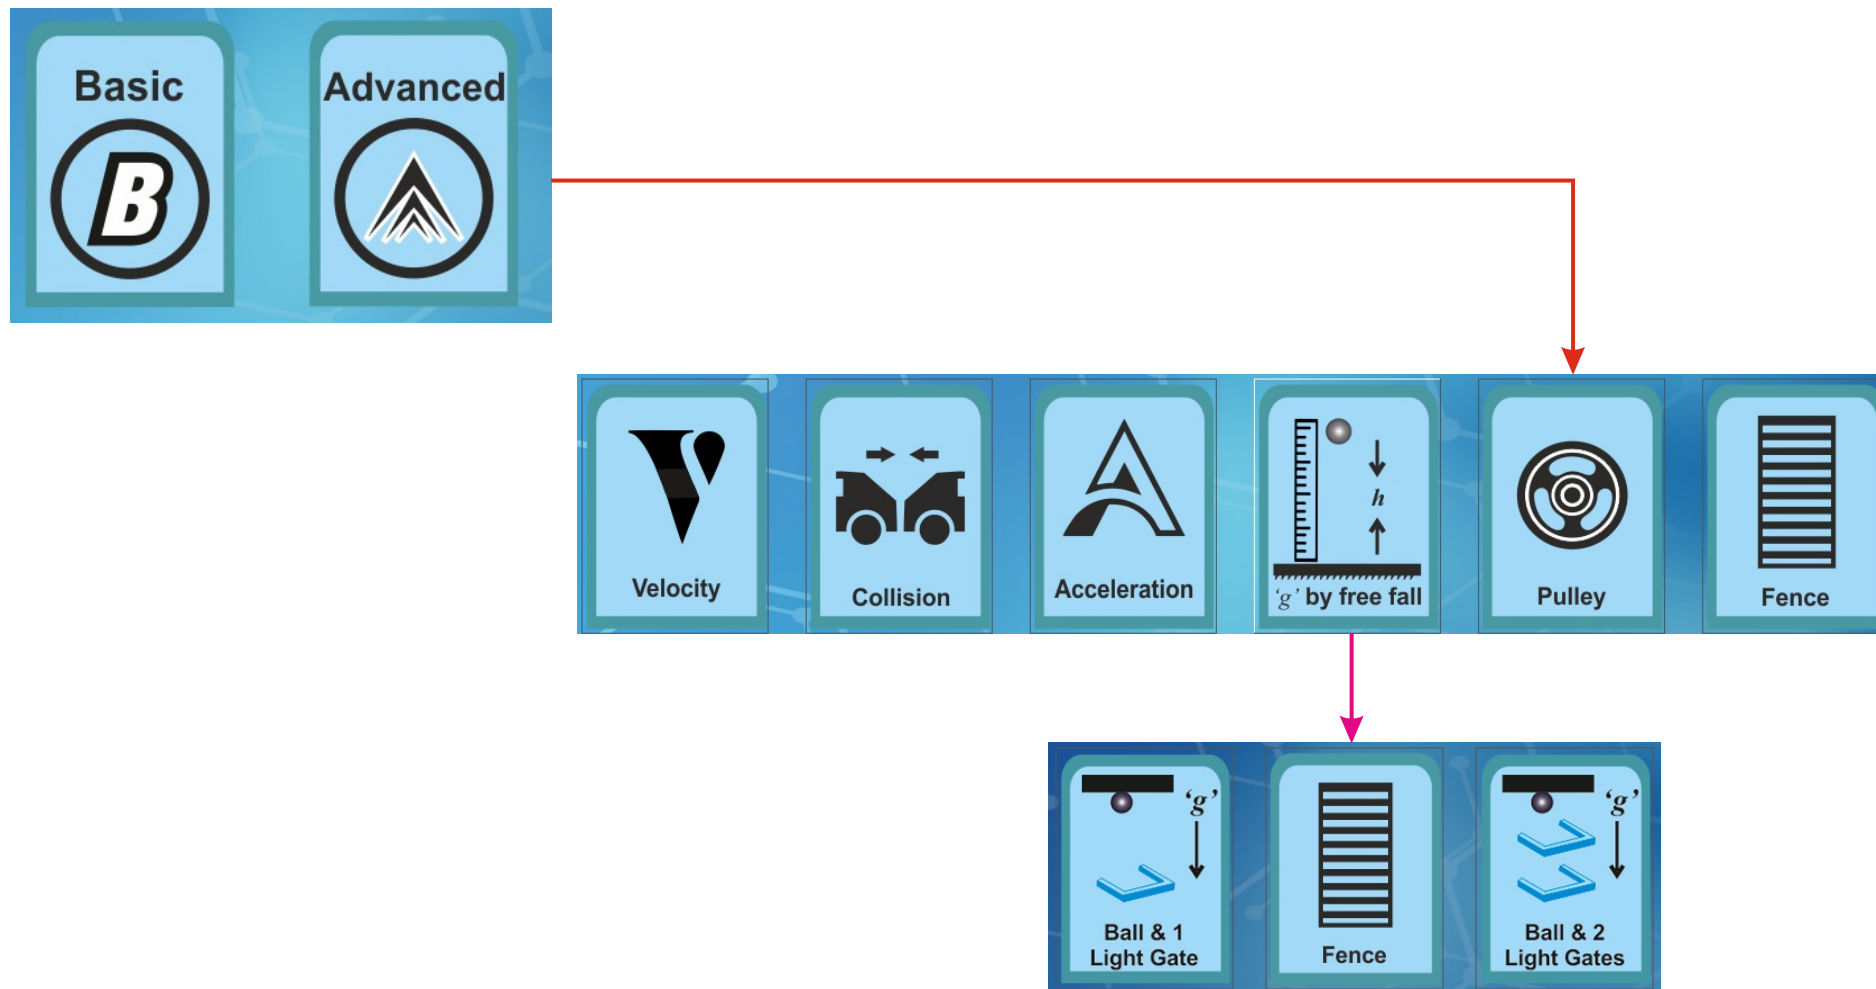 Basic
Advanced
B
Velocity
Collision
Acceleration
h
‘g’ by free fall
Pulley
Fence
‘g’
Ball & 1
Light Gate
Fence
‘g’
Ball & 2
Light Gates